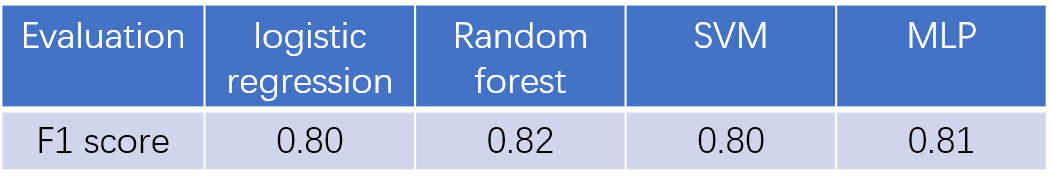 Evaluation
logistic
regression
Random
forest
SVM
MLP
F1 score
0.80
0.82
0.80
0.81